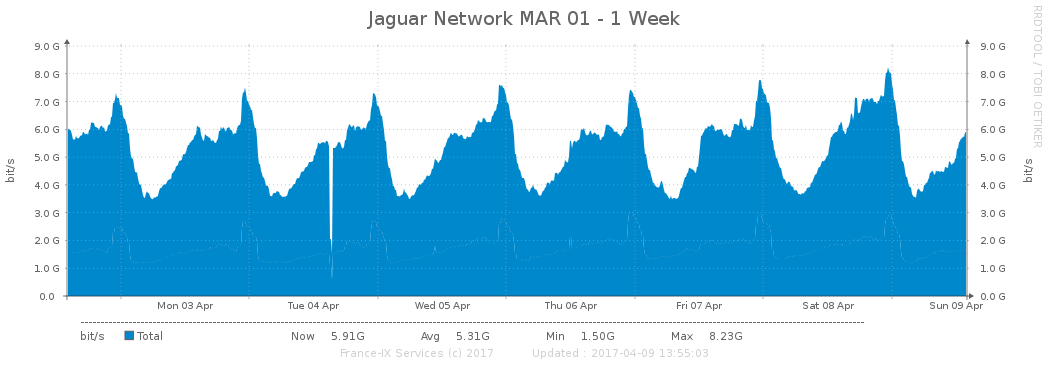 Jaguar Network MAR 01 - 1 Week
RRDTOOL / TOBI OETIKER
9.0 G 9.0 G
8.0 G 8.0 G
7.0 G 7.0 G
6.0 G 6.0 G
5.0 G 5.0 G
4.0 G 4.0 G
3.0 G 3.0 G
2.0 G 2.0 G
1.0 G 1.0 G
0.0 0.0 G
bit/s bit/s
Mon 03 Apr Tue 04 Apr Wed 05 Apr Thu 06 Apr Fri 07 Apr Sat 08 Apr Sun 09 Apr
bit/s Total Now 5.91G Avg 5.31G Min 1.50G Max 8.23G
France-IX Services (c) 2017 Updated : 2017-04-09 13:55:03